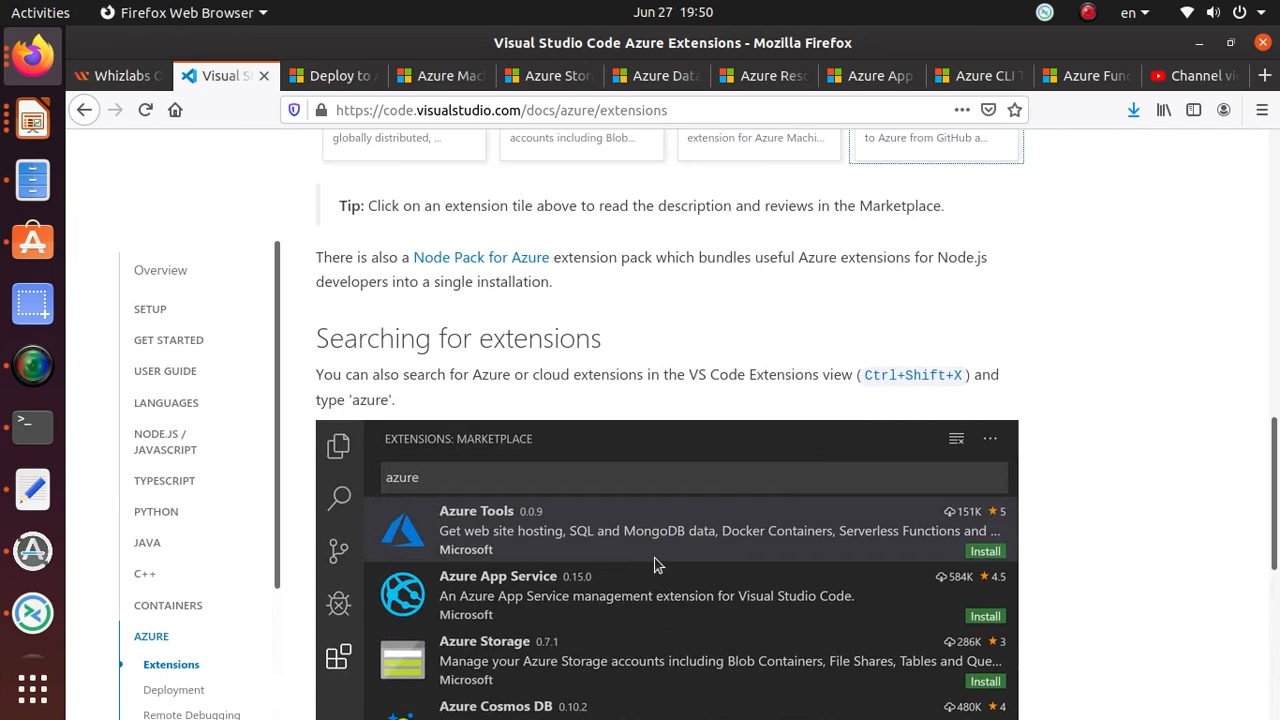 Activities
Firefox Web Browser
Jun 27 19:50
en
Visual Studio Code Azure Extensions - Mozilla Firefox
Whizlabs
Visual S
Deploy to
Azure Mac
Azure Stor
Azure Data
Azure Reso
Azure App
Azure CLI T
Azure Func
Channel vi
https://code.visualstudio.com/docs/azure/extensions
globally distributed, ...
accounts including Blob...
extension for Azure Machi...
to Azure from GitHub a...
Tip: Click on an extension tile above to read the description and reviews in the Marketplace.
There is also a Node Pack for Azure extension pack which bundles useful Azure extensions for Node.js
developers into a single installation.
Searching for extensions
You can also search for Azure or cloud extensions in the VS Code Extensions view (Ctrl+Shift+X) and
type 'azure'.
Overview
SETUP
GET STARTED
USER GUIDE
LANGUAGES
NODE.JS /
JAVASCRIPT
TYPESCRIPT
PYTHON
JAVA
C++
CONTAINERS
AZURE
Extensions
Deployment
Remote Debugging
EXTENSIONS: MARKETPLACE
azure
Azure Tools 0.0.9 151K 5
Get web site hosting, SQL and MongoDB data, Docker Containers, Serverless Functions and ...
Microsoft Install
Azure App Service 0.15.0 584K 4.5
An Azure App Service management extension for Visual Studio Code.
Microsoft Install
Azure Storage 0.7.1 286K 3
Manage your Azure Storage accounts including Blob Containers, File Shares, Tables and Que...
Microsoft Install
Azure Cosmos DB 0.10.2 480K 4